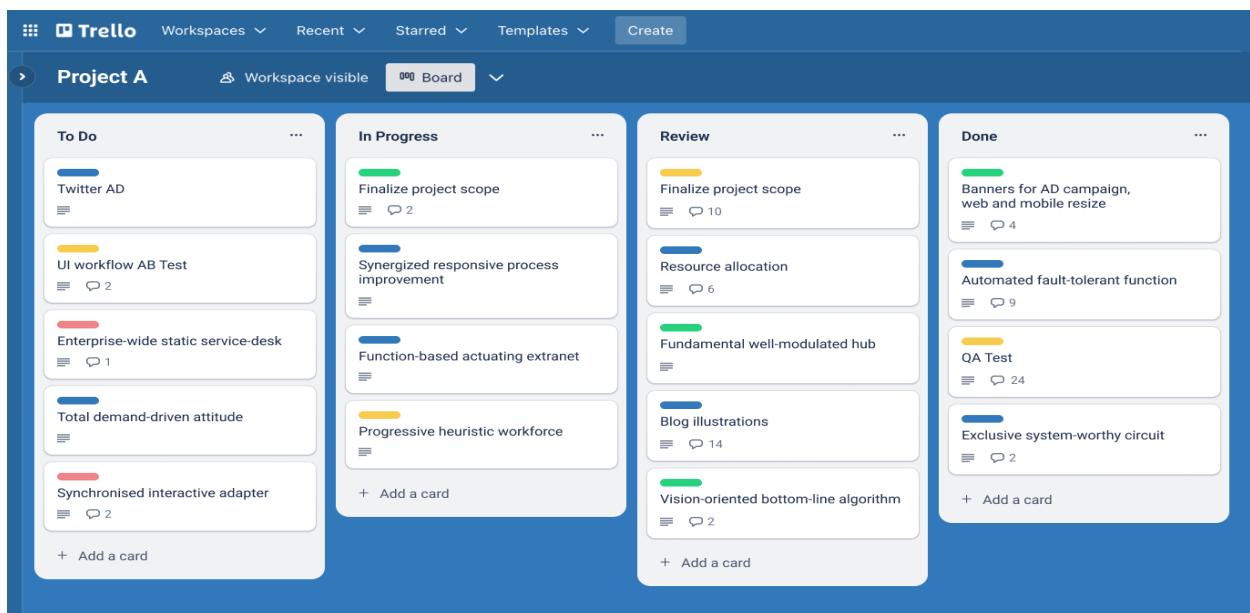 Trello
Workspaces
Recent
Starred
Templates
Create
Project A
Workspace visible
Board
To Do
Twitter AD
UI workflow AB Test
2
Enterprise-wide static service-desk
1
Total demand-driven attitude
Synchronised interactive adapter
2
+ Add a card
In Progress
Finalize project scope
2
Synergized responsive process
improvement
Function-based actuating extranet
Progressive heuristic workforce
+ Add a card
Review
Finalize project scope
10
Resource allocation
6
Fundamental well-modulated hub
Blog illustrations
14
Vision-oriented bottom-line algorithm
2
+ Add a card
Done
Banners for AD campaign,
web and mobile resize
4
Automated fault-tolerant function
9
QA Test
24
Exclusive system-worthy circuit
2
+ Add a card